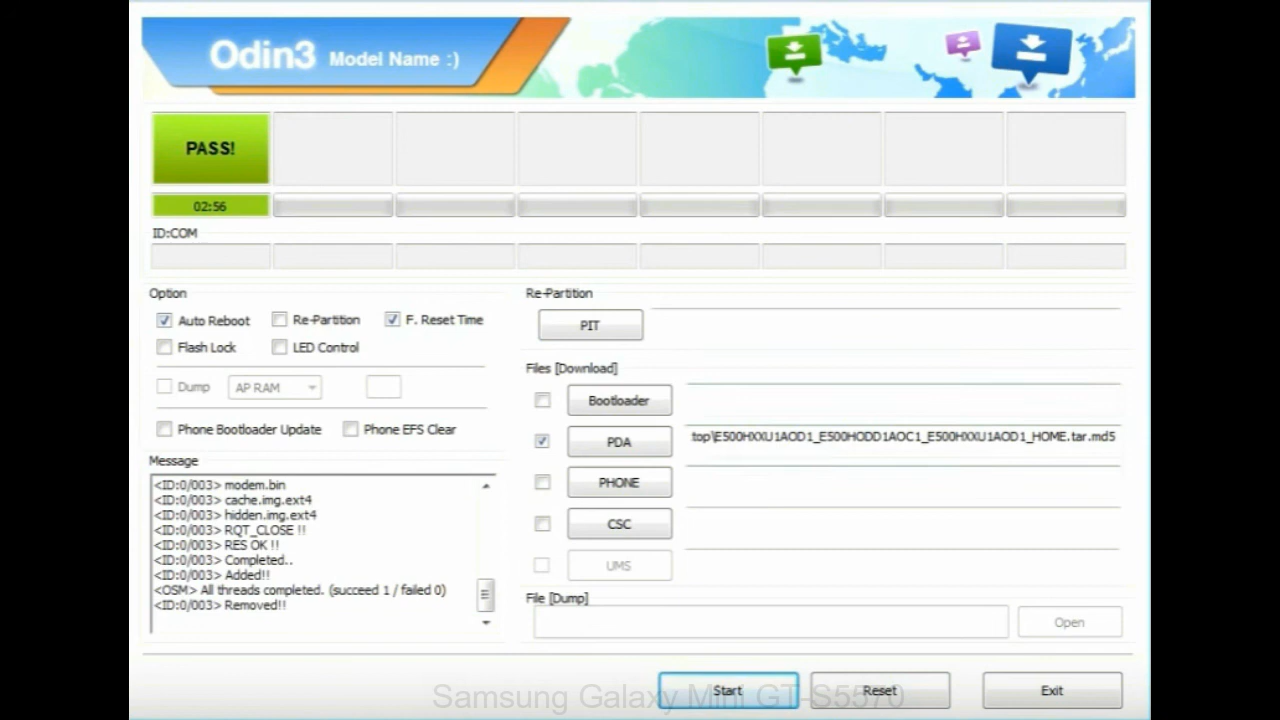 Odin3 Model Name :)
PASS!
02:56
ID:COM
Option
Auto Reboot Re-Partition F. Reset Time
Flash Lock LED Control
Dump AP RAM
Phone Bootloader Update Phone EFS Clear
Message
<ID:0/003> modem.bin
<ID:0/003> cache.img.ext4
<ID:0/003> hidden.img.ext4
<ID:0/003> RQT_CLOSE !!
<ID:0/003> RES OK !!
<ID:0/003> Completed..
<ID:0/003> Added!!
<OSM> All threads completed. (succeed 1 / failed 0)
<ID:0/003> Removed!!
Re-Partition
PIT
Files [Download]
Bootloader
PDA top\E500HXXU1AOD1_E500HODD1AOC1_E500HXXU1AOD1_HOME.tar.md5
PHONE
CSC
UMS
File [Dump]
Open
Start Reset Exit
Samsung Galaxy Mini GT-S5570